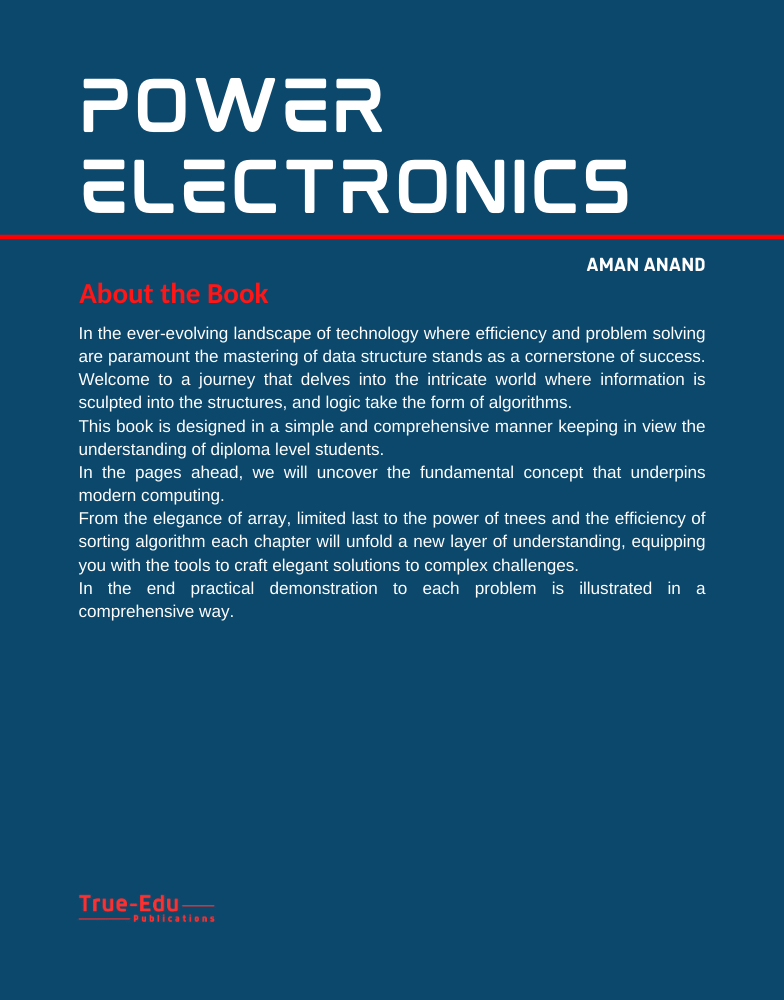 POWER
ELECTRONICS
AMAN ANAND
About the Book
In the ever-evolving landscape of technology where efficiency and problem solving
are paramount the mastering of data structure stands as a cornerstone of success.
Welcome to a journey that delves into the intricate world where information is
sculpted into the structures, and logic take the form of algorithms.
This book is designed in a simple and comprehensive manner keeping in view the
understanding of diploma level students.
In the pages ahead, we will uncover the fundamental concept that underpins
modern computing.
From the elegance of array, limited last to the power of tnees and the efficiency of
sorting algorithm each chapter will unfold a new layer of understanding, equipping
you with the tools to craft elegant solutions to complex challenges.
In the end practical demonstration to each problem is illustrated in a
comprehensive way.
True-Edu
Publications